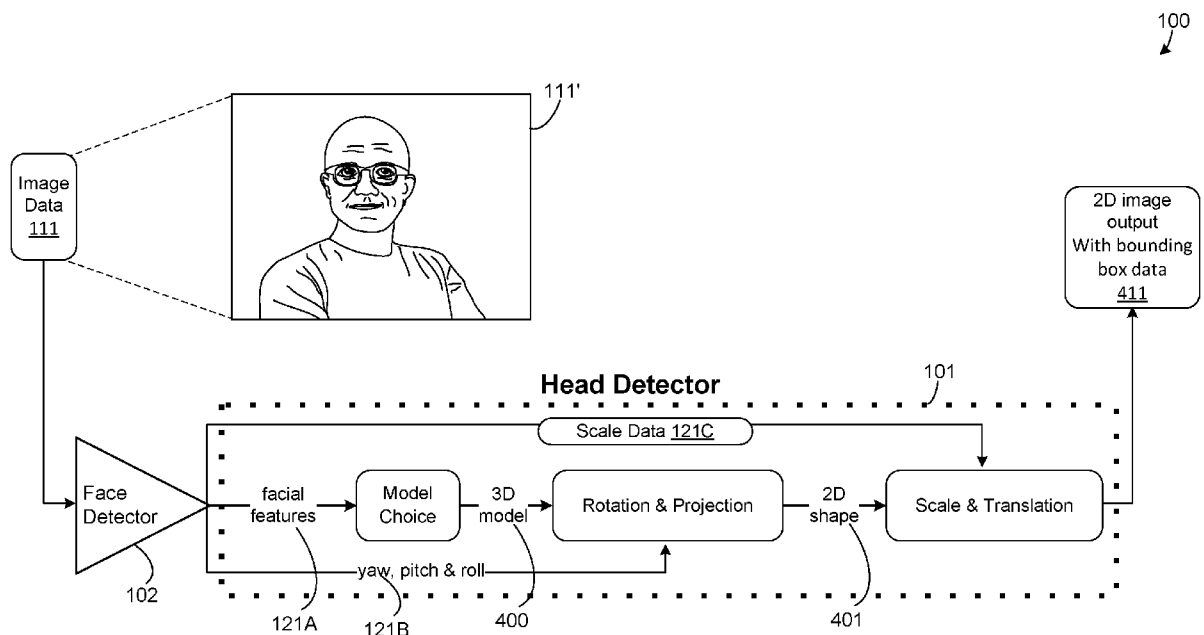 100
111'
Image
Data
111
2D image
output
With bounding
box data
411
Head Detector
101
Scale Data 121C
Face
Detector
facial
features
Model
Choice
3D
model
Rotation & Projection
2D
shape
Scale & Translation
yaw, pitch & roll
102
121A
121B
400
401